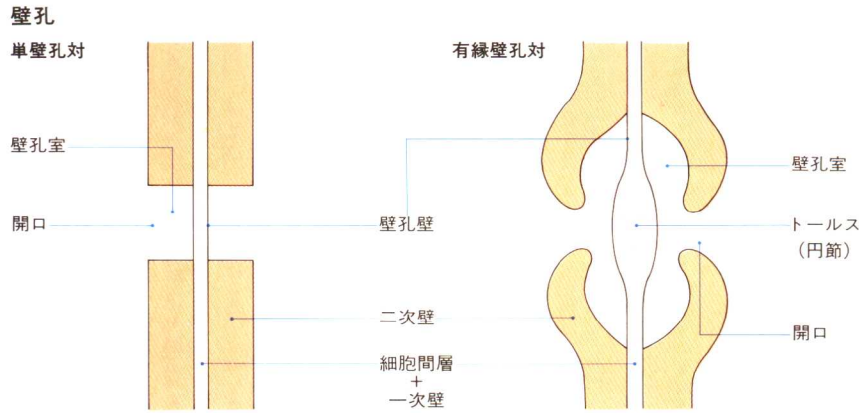 壁孔
単壁孔対
有縁壁孔対
壁孔室
壁孔室
開口
壁孔壁
トールス
（円節）
二次壁
開口
細胞間層
+
一次壁